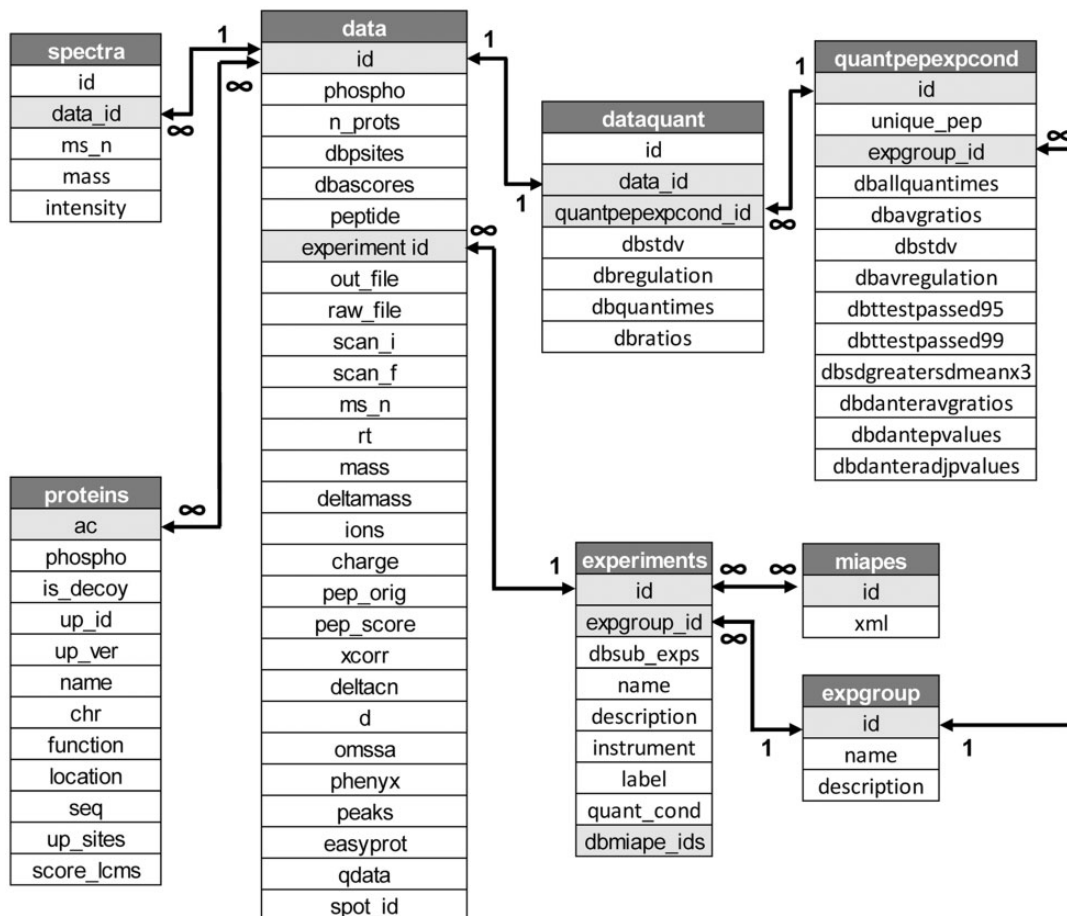 spectra
id
data_id
ms_n
mass
intensity
1
∞
data
id
phospho
n_prots
dbpsites
dbascores
peptide
experiment id
out_file
raw_file
scan_i
scan_f
ms_n
rt
mass
deltamass
ions
charge
pep_orig
pep_score
xcorr
deltacn
d
omssa
phenyx
peaks
easyprot
qdata
spot_id
∞
∞
1
1
dataquant
id
data_id
quantpepexpcond_id
dbstdv
dbregulation
dbquantimes
dbratios
1
∞
quantpepexpcond
id
unique_pep
expgroup_id
dballquantimes
dbavgratios
dbstdv
dbavregulation
dbttestpassed95
dbttestpassed99
dbsdgreatersdmeanx3
dbdanteravgratios
dbdantepvalues
dbdanteradjpvalues
∞
proteins
ac
phospho
is_decoy
up_id
up_ver
name
chr
function
location
seq
up_sites
score_lcms
∞
1
experiments
id
expgroup_id
dbsub_exps
name
description
instrument
label
quant_cond
dbmiape_ids
∞
∞
miapes
id
xml
∞
1
expgroup
id
name
description
1